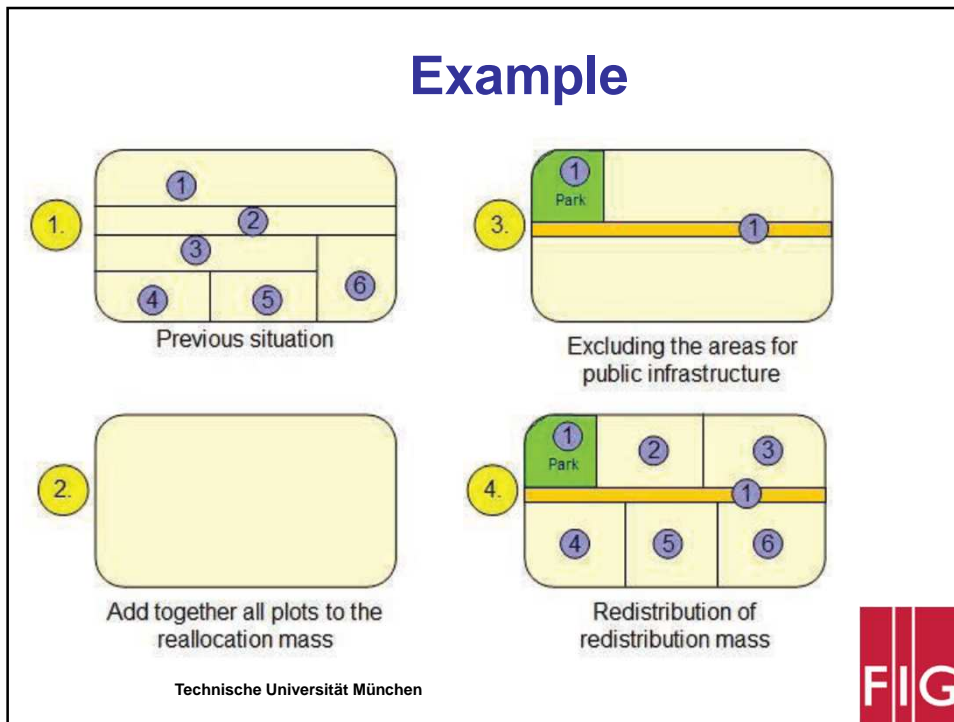 Example
1.
1
2
3
4
5
6
Previous situation
2.
Add together all plots to the
reallocation mass
3.
1
Park
1
Excluding the areas for
public infrastructure
4.
1
Park
2
3
1
4
5
6
Redistribution of
redistribution mass
Technische Universität München
FIG